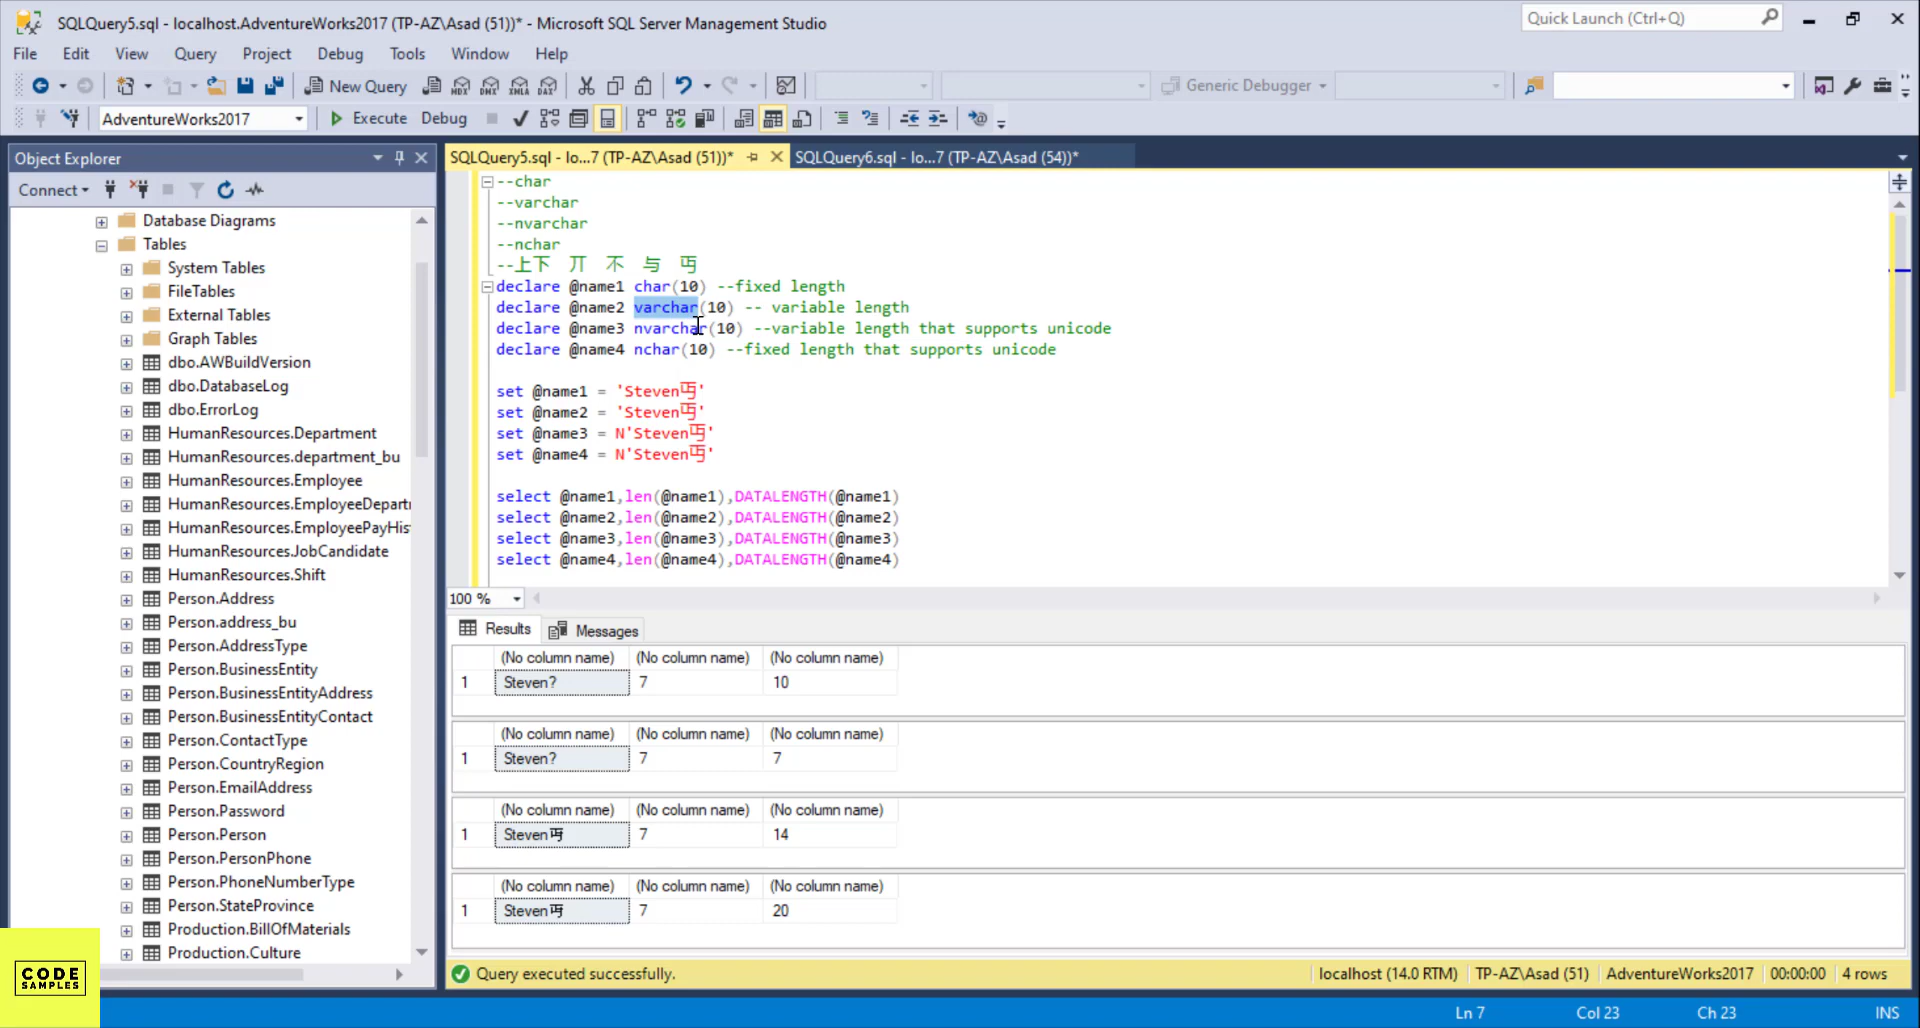 SQLQuery5.sql - localhost.AdventureWorks2017 (TP-AZ\Asad (51))* - Microsoft SQL Server Management Studio
Quick Launch (Ctrl+Q)
File Edit View Query Project Debug Tools Window Help
New Query MDX DMX XMLA DAX Generic Debugger
AdventureWorks2017 Execute Debug
Object Explorer
SQLQuery5.sql - lo...7 (TP-AZ\Asad (51))* SQLQuery6.sql - lo...7 (TP-AZ\Asad (54))*
Connect
Database Diagrams
Tables
System Tables
FileTables
External Tables
Graph Tables
dbo.AWBuildVersion
dbo.DatabaseLog
dbo.ErrorLog
HumanResources.Department
HumanResources.department_bu
HumanResources.Employee
HumanResources.EmployeeDepart
HumanResources.EmployeePayHis
HumanResources.JobCandidate
HumanResources.Shift
Person.Address
Person.address_bu
Person.AddressType
Person.BusinessEntity
Person.BusinessEntityAddress
Person.BusinessEntityContact
Person.ContactType
Person.CountryRegion
Person.EmailAddress
Person.Password
Person.Person
Person.PersonPhone
Person.PhoneNumberType
Person.StateProvince
Production.BillOfMaterials
Production.Culture
--char
--varchar
--nvarchar
--nchar
--上下 丌 不 与 丐
declare @name1 char(10) --fixed length
declare @name2 varchar(10) -- variable length
declare @name3 nvarchar(10) --variable length that supports unicode
declare @name4 nchar(10) --fixed length that supports unicode
set @name1 = 'Steven丐'
set @name2 = 'Steven丐'
set @name3 = N'Steven丐'
set @name4 = N'Steven丐'
select @name1,len(@name1),DATALENGTH(@name1)
select @name2,len(@name2),DATALENGTH(@name2)
select @name3,len(@name3),DATALENGTH(@name3)
select @name4,len(@name4),DATALENGTH(@name4)
100 %
Results Messages
(No column name) (No column name) (No column name)
1 Steven? 7 10
(No column name) (No column name) (No column name)
1 Steven? 7 7
(No column name) (No column name) (No column name)
1 Steven丐 7 14
(No column name) (No column name) (No column name)
1 Steven丐 7 20
Query executed successfully. localhost (14.0 RTM) TP-AZ\Asad (51) AdventureWorks2017 00:00:00 4 rows
Ln 7 Col 23 Ch 23 INS
CODE
SAMPLES